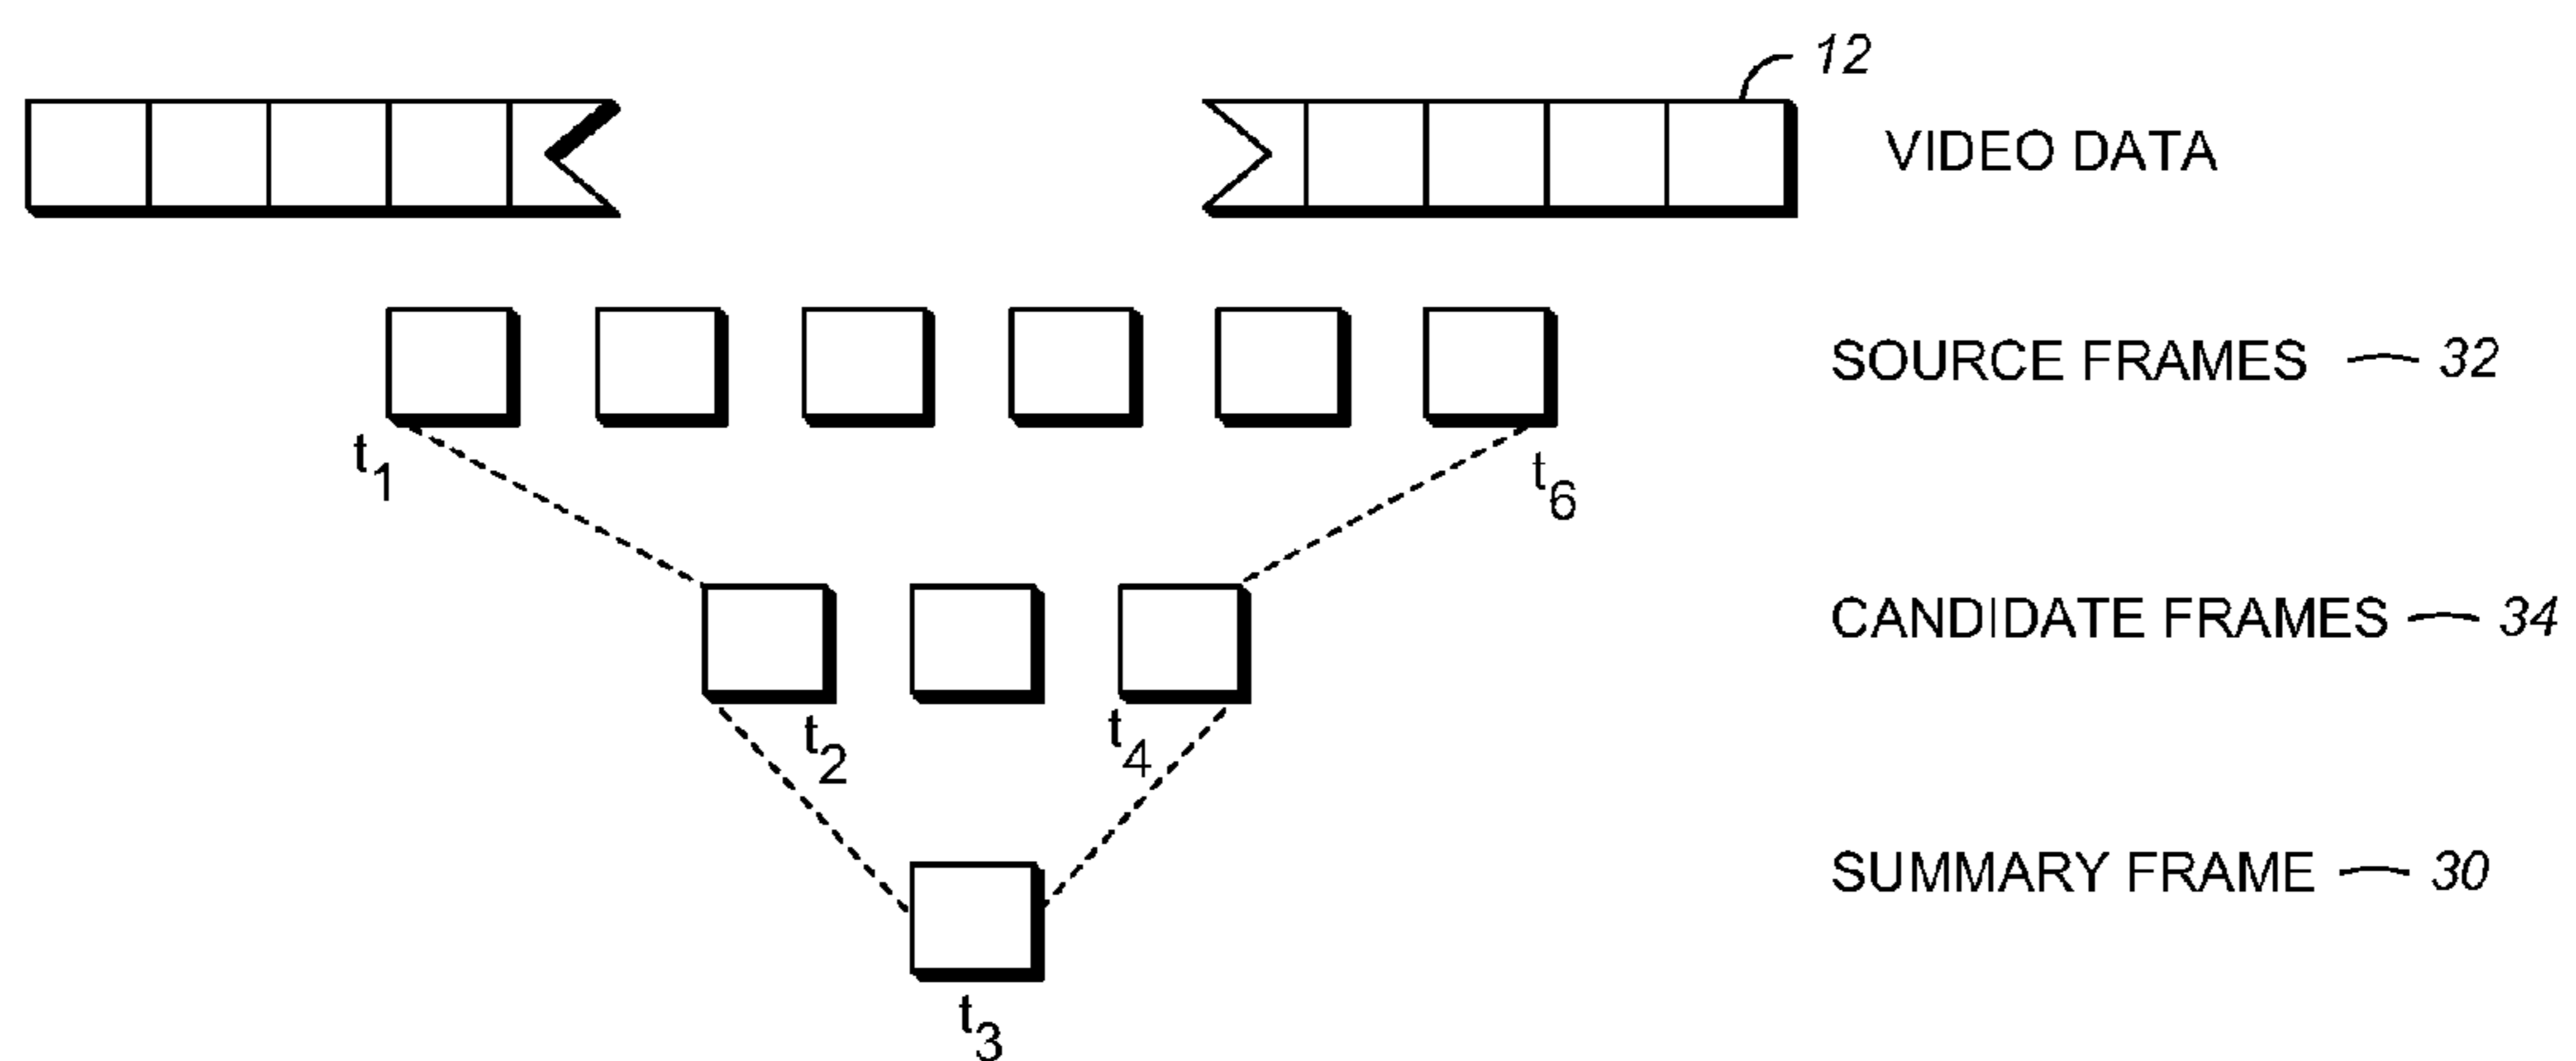 12
VIDEO DATA
SOURCE FRAMES 32
t1 t6
CANDIDATE FRAMES 34
t2 t4
SUMMARY FRAME 30
t3